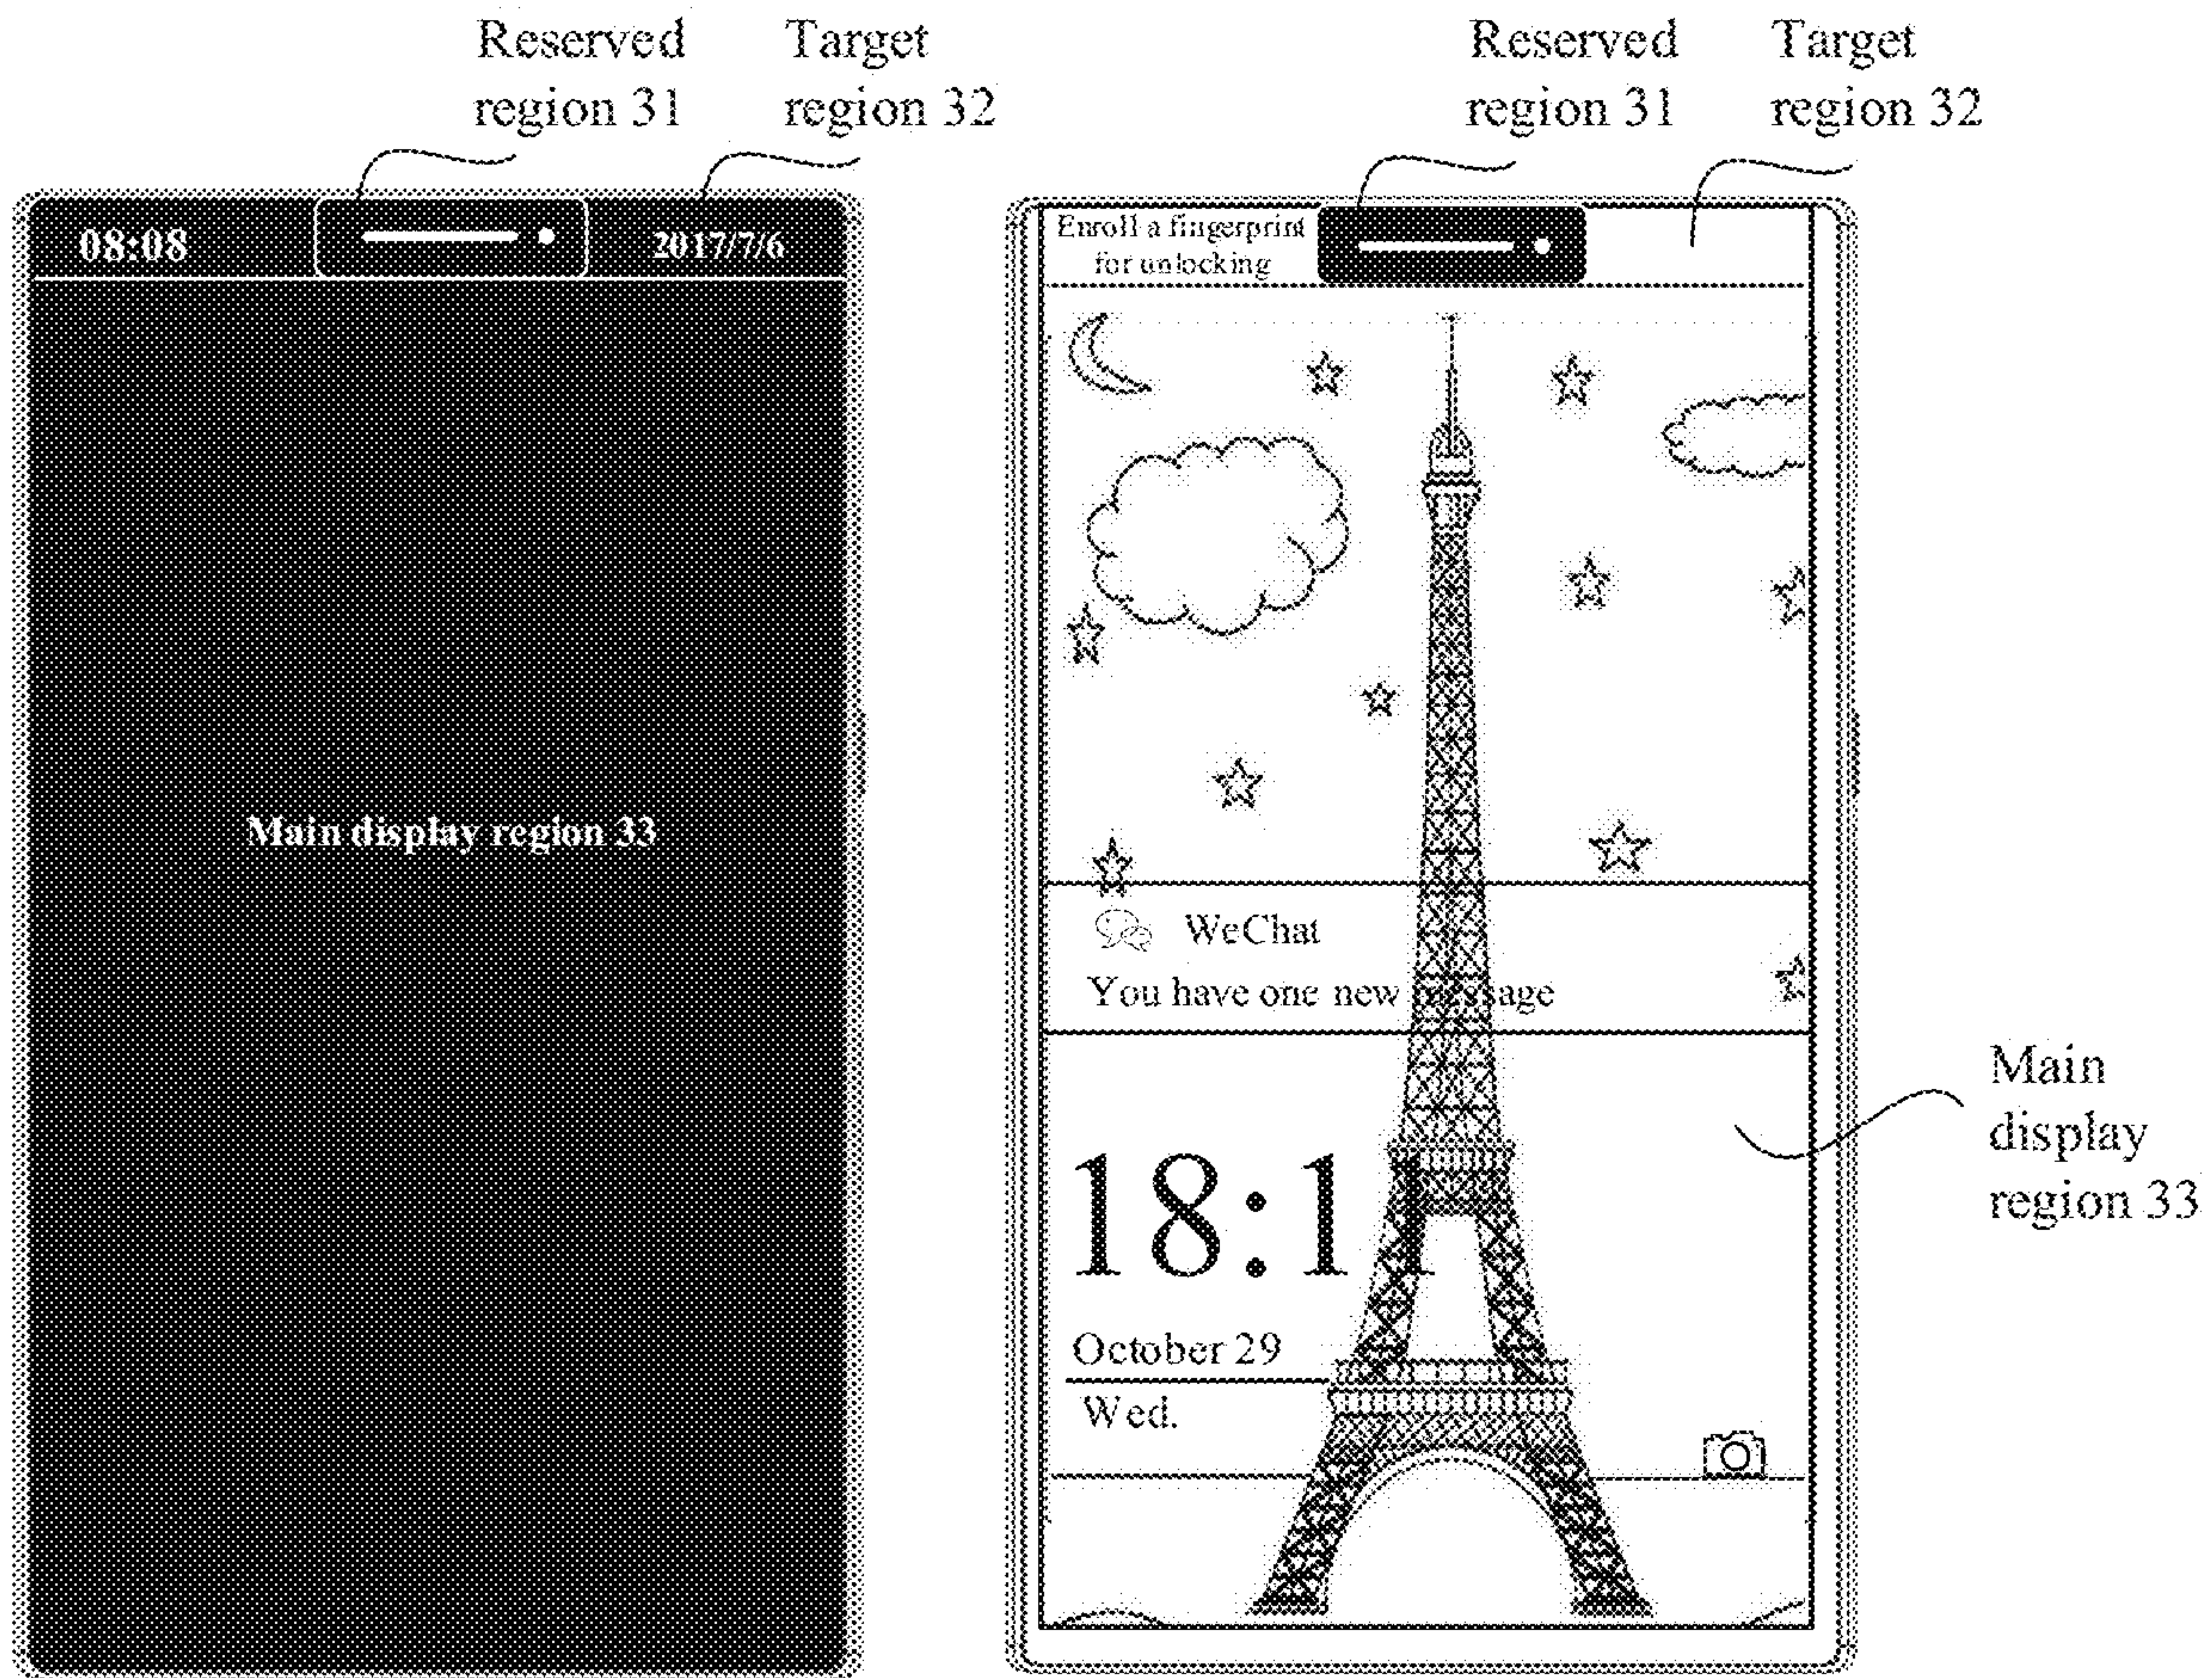 Reserved
region 31
Target
region 32
Reserved
region 31
Target
region 32
08:08
2017/7/6
Main display region 33
Enroll a fingerprint
for unlocking
WeChat
You have one new message
18:11
October 29
Wed.
Main
display
region 33